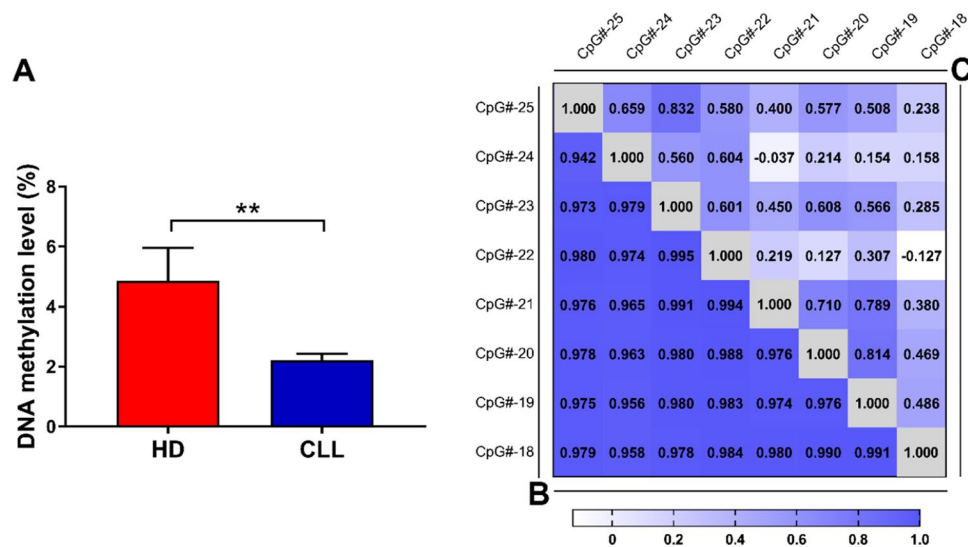 A
DNA methylation level (%)
8
6
4
2
0
**
HD CLL
CpG#-25 CpG#-24 CpG#-23 CpG#-22 CpG#-21 CpG#-20 CpG#-19 CpG#-18
C
CpG#-25 1.000 0.659 0.832 0.580 0.400 0.577 0.508 0.238
CpG#-24 0.942 1.000 0.560 0.604 -0.037 0.214 0.154 0.158
CpG#-23 0.973 0.979 1.000 0.601 0.450 0.608 0.566 0.285
CpG#-22 0.980 0.974 0.995 1.000 0.219 0.127 0.307 -0.127
CpG#-21 0.976 0.965 0.991 0.994 1.000 0.710 0.789 0.380
CpG#-20 0.978 0.963 0.980 0.988 0.976 1.000 0.814 0.469
CpG#-19 0.975 0.956 0.980 0.983 0.974 0.976 1.000 0.486
CpG#-18 0.979 0.958 0.978 0.984 0.980 0.990 0.991 1.000
B
0 0.2 0.4 0.6 0.8 1.0